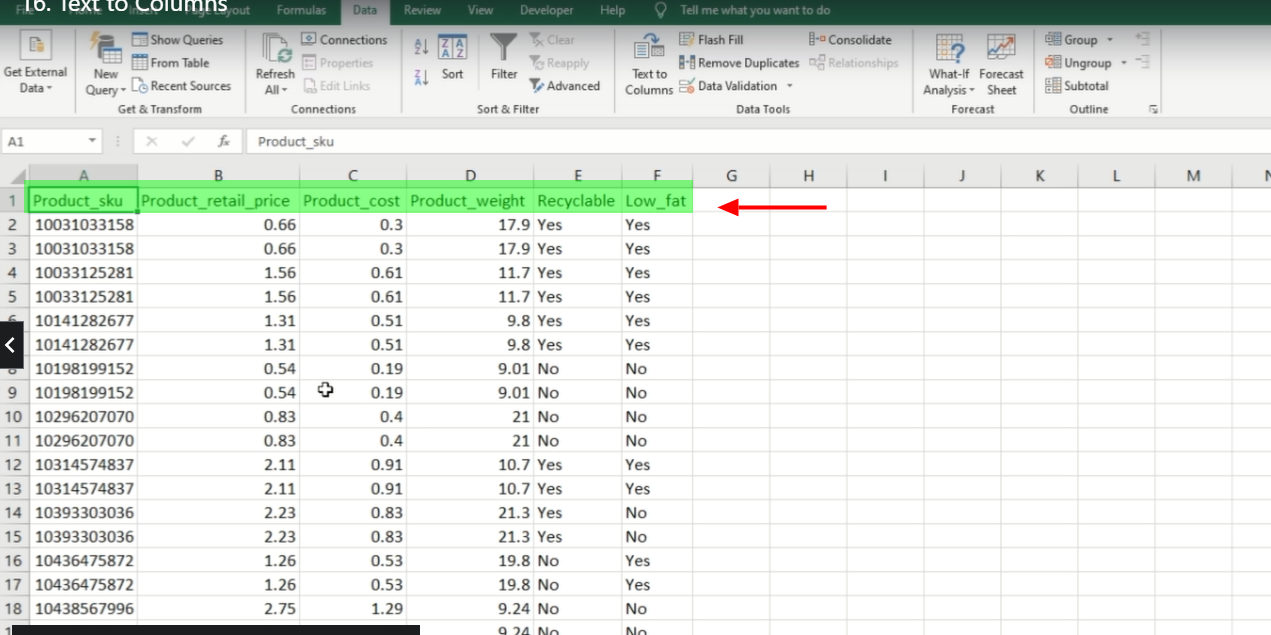 16. Text to Columns
File Home Insert Page Layout Formulas Data Review View Developer Help Tell me what you want to do
Get External Data
New Query
Show Queries
From Table
Recent Sources
Get & Transform
Refresh All
Connections
Properties
Edit Links
Connections
Sort
Filter
Clear
Reapply
Advanced
Sort & Filter
Text to Columns
Flash Fill
Remove Duplicates
Data Validation
Consolidate
Relationships
Data Tools
What-If Analysis
Forecast Sheet
Forecast
Group
Ungroup
Subtotal
Outline
A1 fx Product_sku
A B C D E F G H I J K L M N
1 Product_sku Product_retail_price Product_cost Product_weight Recyclable Low_fat
2 10031033158 0.66 0.3 17.9 Yes Yes
3 10031033158 0.66 0.3 17.9 Yes Yes
4 10033125281 1.56 0.61 11.7 Yes Yes
5 10033125281 1.56 0.61 11.7 Yes Yes
6 10141282677 1.31 0.51 9.8 Yes Yes
10141282677 1.31 0.51 9.8 Yes Yes
8 10198199152 0.54 0.19 9.01 No No
9 10198199152 0.54 0.19 9.01 No No
10 10296207070 0.83 0.4 21 No No
11 10296207070 0.83 0.4 21 No No
12 10314574837 2.11 0.91 10.7 Yes Yes
13 10314574837 2.11 0.91 10.7 Yes Yes
14 10393303036 2.23 0.83 21.3 Yes No
15 10393303036 2.23 0.83 21.3 Yes No
16 10436475872 1.26 0.53 19.8 No Yes
17 10436475872 1.26 0.53 19.8 No Yes
18 10438567996 2.75 1.29 9.24 No No
9.24 No No